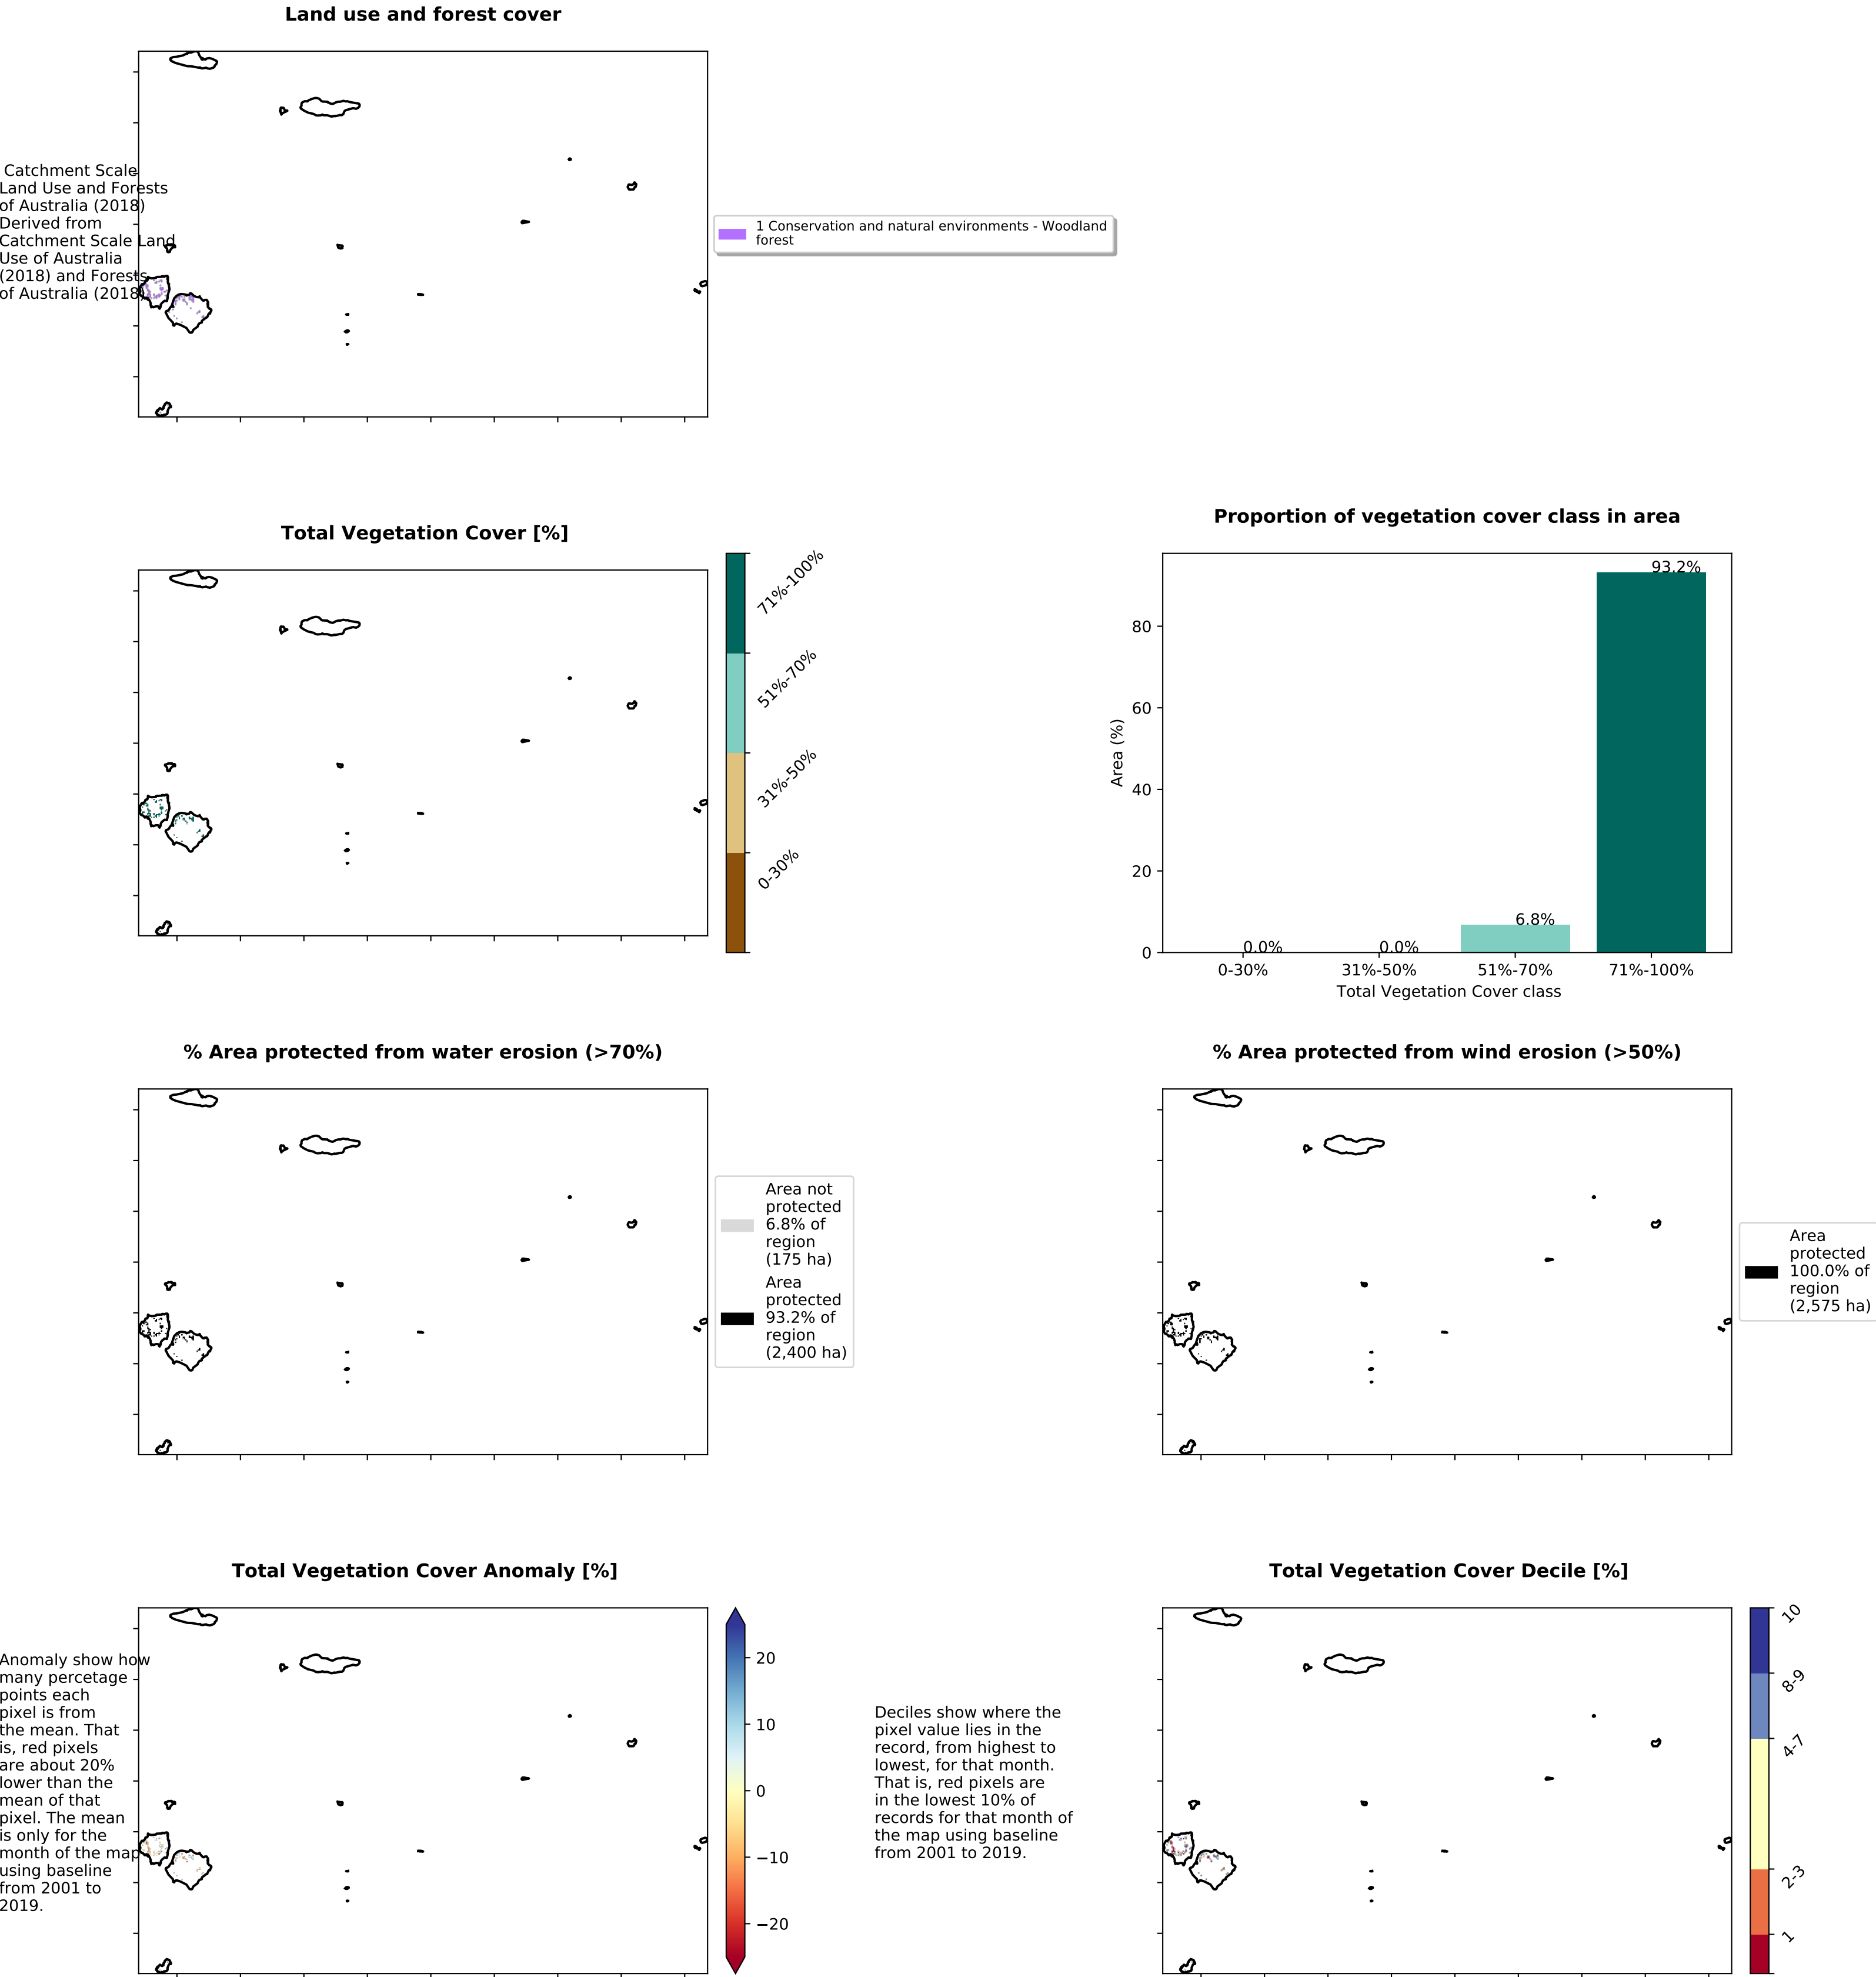 Land use and forest cover
Catchment Scale
Land Use and Forests
of Australia (2018)
Derived from
Catchment Scale Land
Use of Australia
(2018) and Forests
of Australia (2018)
1 Conservation and natural environments - Woodland
forest
Total Vegetation Cover [%]
71%-100%
51%-70%
31%-50%
0-30%
Proportion of vegetation cover class in area
Area (%)
80
60
40
20
0
0.0%
0.0%
6.8%
93.2%
0-30%
31%-50%
51%-70%
71%-100%
Total Vegetation Cover class
% Area protected from water erosion (>70%)
Area not
protected
6.8% of
region
(175 ha)
Area
protected
93.2% of
region
(2,400 ha)
% Area protected from wind erosion (>50%)
Area
protected
100.0% of
region
(2,575 ha)
Total Vegetation Cover Anomaly [%]
Anomaly show how
many percetage
points each
pixel is from
the mean. That
is, red pixels
are about 20%
lower than the
mean of that
pixel. The mean
is only for the
month of the map
using baseline
from 2001 to
2019.
20
10
0
−10
−20
Total Vegetation Cover Decile [%]
Deciles show where the
pixel value lies in the
record, from highest to
lowest, for that month.
That is, red pixels are
in the lowest 10% of
records for that month of
the map using baseline
from 2001 to 2019.
10
8-9
4-7
2-3
1